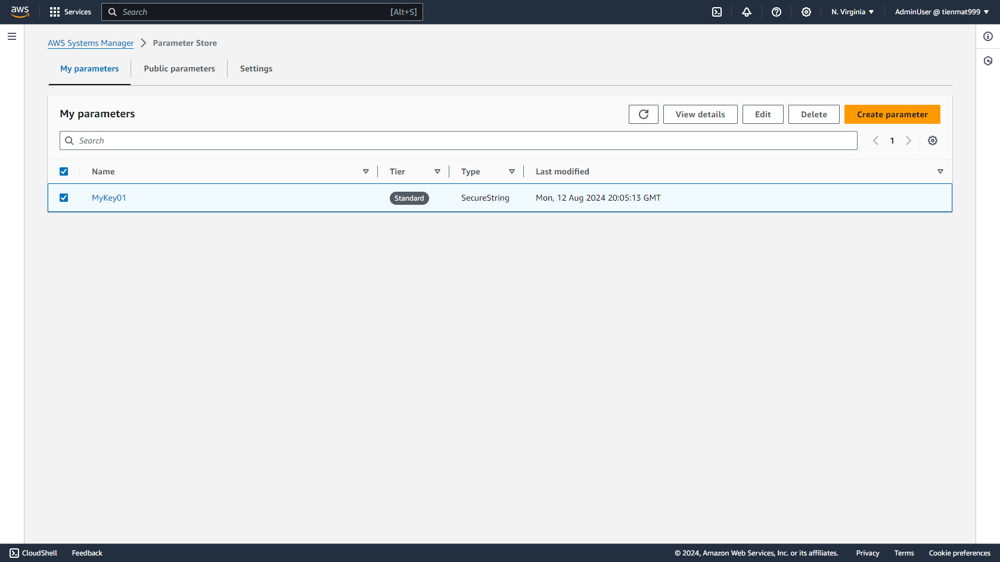 aws Services Search [Alt+S] N. Virginia AdminUser @ tienmat999
AWS Systems Manager Parameter Store
My parameters Public parameters Settings
My parameters View details Edit Delete Create parameter
Search 1
Name Tier Type Last modified
MyKey01 Standard SecureString Mon, 12 Aug 2024 20:05:13 GMT
CloudShell Feedback © 2024, Amazon Web Services, Inc. or its affiliates. Privacy Terms Cookie preferences